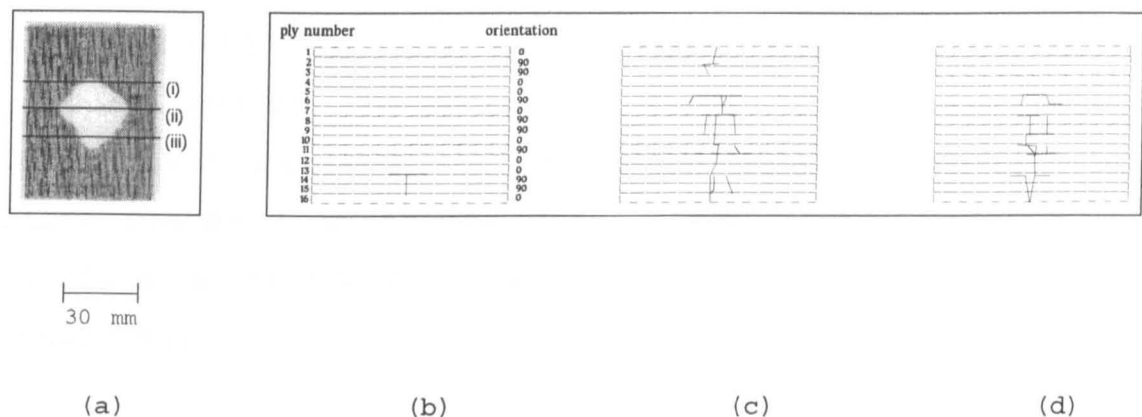 ply number orientation
1 0
2 90
3 90
4 0
5 0
6 90
7 0
8 90
9 90
10 0
11 90
12 0
13 0
14 90
15 90
16 0
(i)
(ii)
(iii)
30 mm
(a) (b) (c) (d)